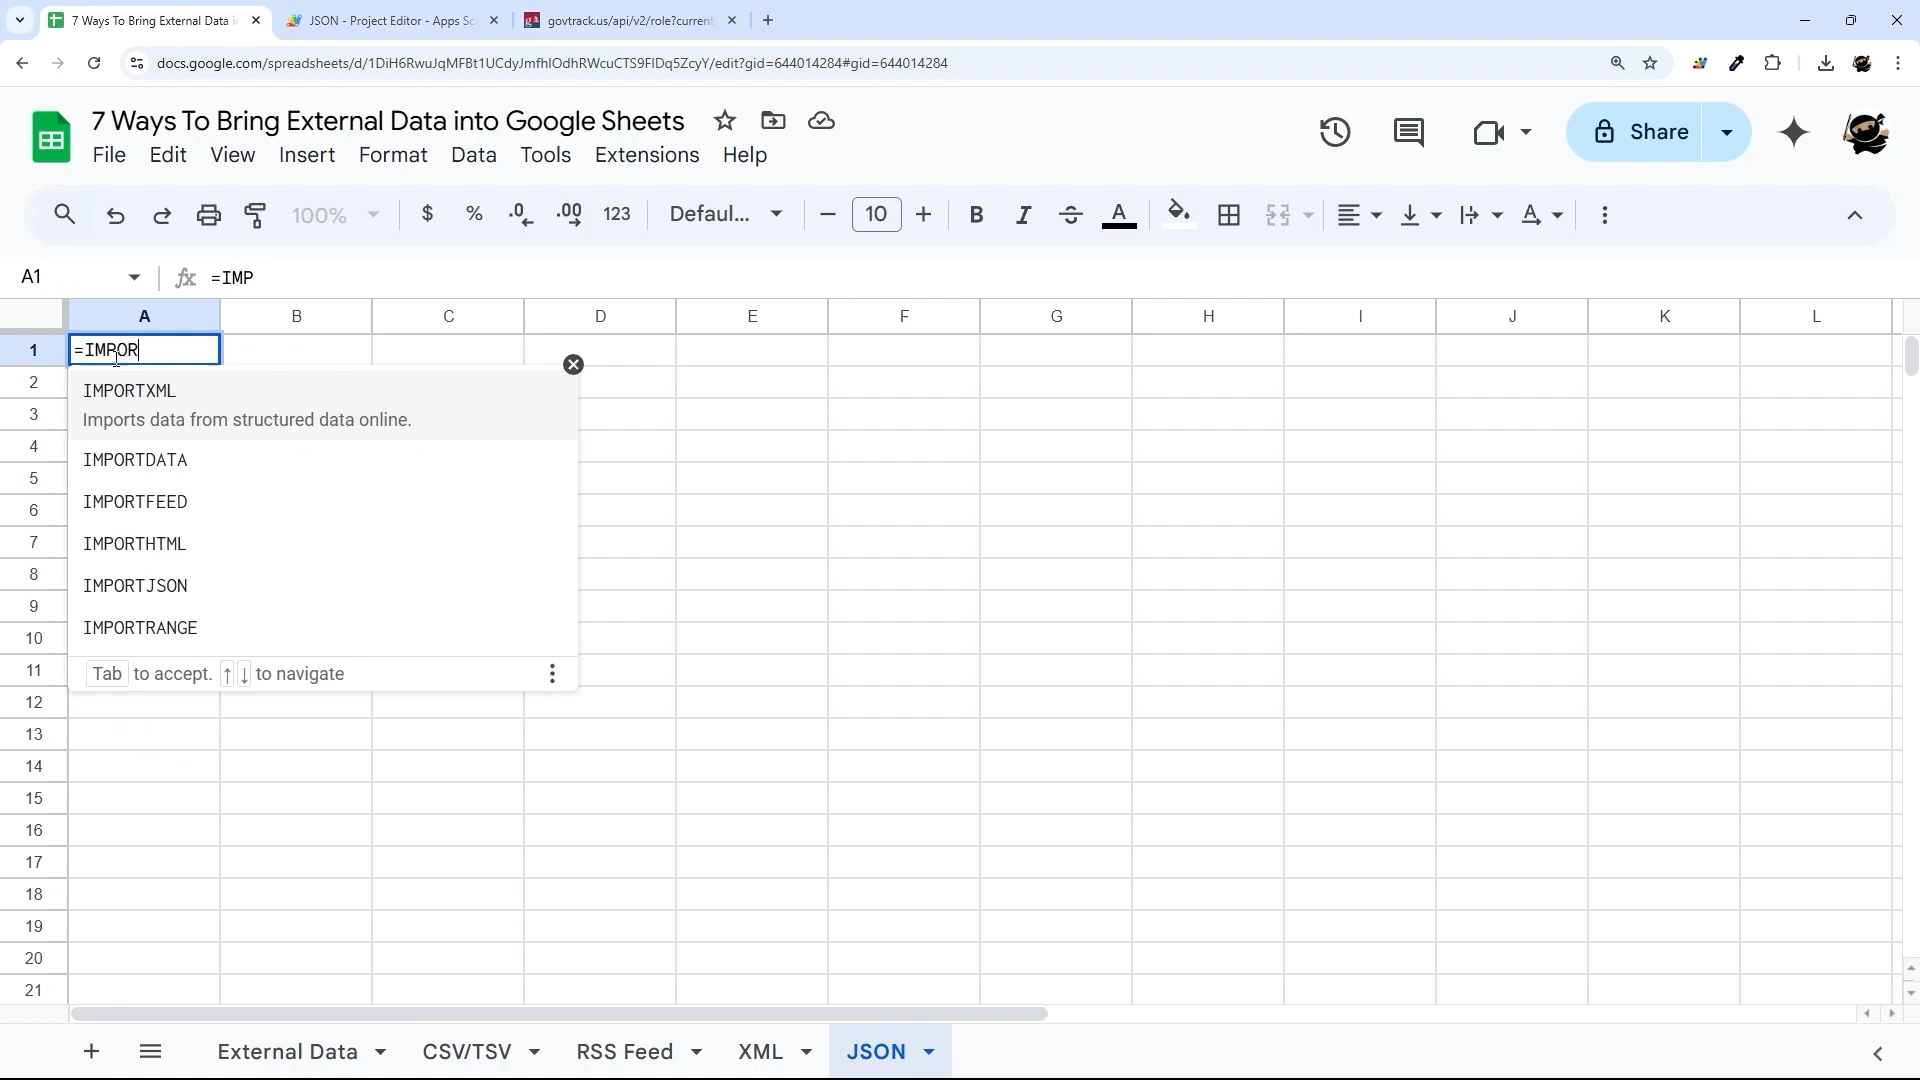 7 Ways To Bring External Data i
JSON - Project Editor - Apps Sc
govtrack.us/api/v2/role?current
docs.google.com/spreadsheets/d/1DiH6RwuJqMFBt1UCdyJmfhIOdhRWcuCTS9FIDq5ZcyY/edit?gid=644014284#gid=644014284
7 Ways To Bring External Data into Google Sheets
File Edit View Insert Format Data Tools Extensions Help
Share
100% $ % .0 .00 123 Defaul... 10 B I A
A1 fx =IMP
A B C D E F G H I J K L
1 =IMPOR
2
IMPORTXML
3
Imports data from structured data online.
4
IMPORTDATA
5
6
IMPORTFEED
7
IMPORTHTML
8
IMPORTJSON
9
10
IMPORTRANGE
11
Tab to accept. ↑ ↓ to navigate
12
13
14
15
16
17
18
19
20
21
External Data CSV/TSV RSS Feed XML JSON